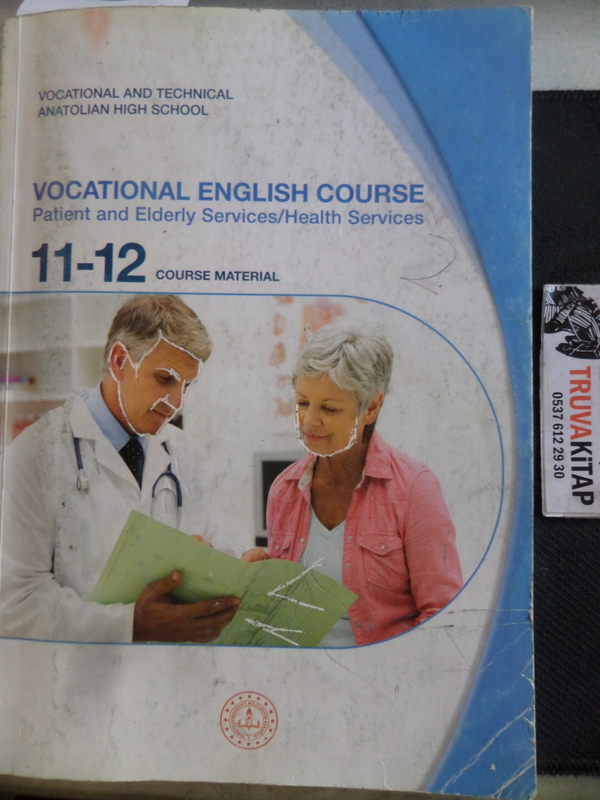 VOCATIONAL AND TECHNICAL
ANATOLIAN HIGH SCHOOL
VOCATIONAL ENGLISH COURSE
Patient and Elderly Services/Health Services
11-12 COURSE MATERIAL
TRUVAKiTAP
0537 612 29 30